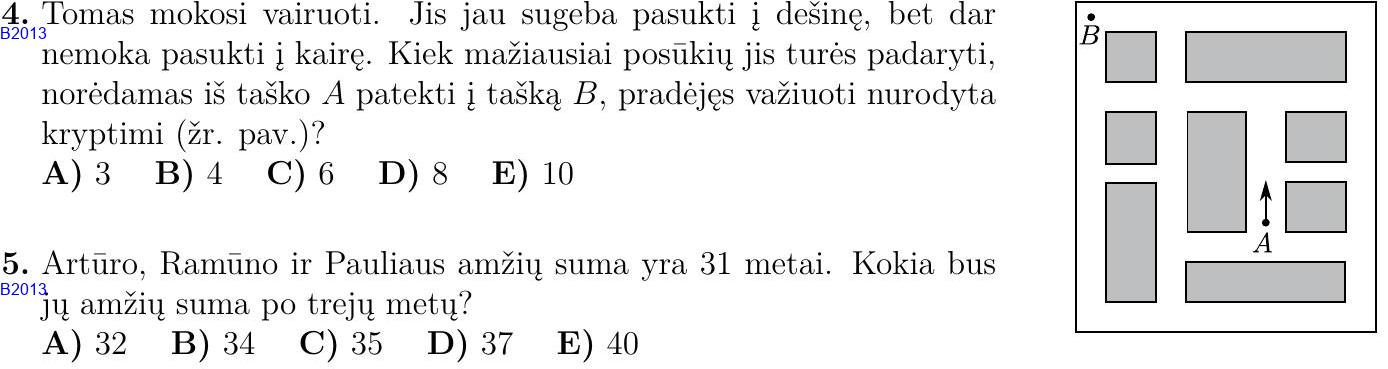 4. Tomas mokosi vairuoti. Jis jau sugeba pasukti į dešinę, bet dar
B2013
nemoka pasukti į kairę. Kiek mažiausiai posūkių jis turės padaryti,
norėdamas iš taško A patekti į tašką B, pradėjęs važiuoti nurodyta
kryptimi (žr. pav.)?
A) 3 B) 4 C) 6 D) 8 E) 10
B
A
5. Artūro, Ramūno ir Pauliaus amžių suma yra 31 metai. Kokia bus
B2013
jų amžių suma po trejų metų?
A) 32 B) 34 C) 35 D) 37 E) 40